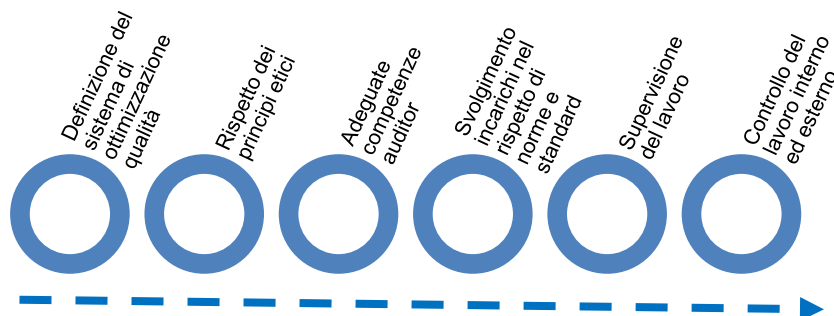 Definizione del
sistema di
ottimizzazione
qualità
Rispetto dei
principi etici
Adeguate
competenze
auditor
Svolgimento
incarichi nel
rispetto di
norme e
standard
Supervisione
del lavoro
Controllo del
lavoro interno
ed esterno